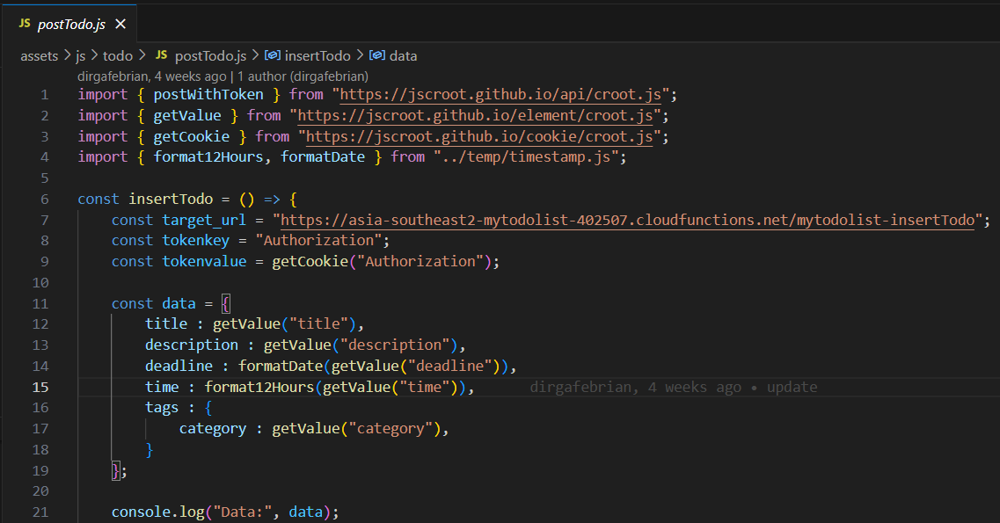 JS postTodo.js ×
assets > js > todo > JS postTodo.js > insertTodo > data
dirgafebrian, 4 weeks ago | 1 author (dirgafebrian)
1 import { postWithToken } from "https://jscroot.github.io/api/croot.js";
2 import { getValue } from "https://jscroot.github.io/element/croot.js";
3 import { getCookie } from "https://jscroot.github.io/cookie/croot.js";
4 import { format12Hours, formatDate } from "../temp/timestamp.js";
5
6 const insertTodo = () => {
7     const target_url = "https://asia-southeast2-mytodolist-402507.cloudfunctions.net/mytodolist-insertTodo";
8     const tokenkey = "Authorization";
9     const tokenvalue = getCookie("Authorization");
10
11     const data = {
12         title : getValue("title"),
13         description : getValue("description"),
14         deadline : formatDate(getValue("deadline")),
15         time : format12Hours(getValue("time")),     dirgafebrian, 4 weeks ago • update
16         tags : {
17             category : getValue("category"),
18         }
19     };
20
21     console.log("Data:", data);